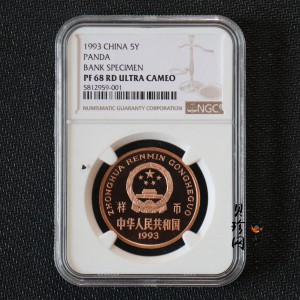 1993 CHINA 5Y
PANDA
BANK SPECIMEN
PF 68 RD ULTRA CAMEO
5812959-001
NUMISMATIC GUARANTY CORPORATION
NGC
ZHONGHUA RENMIN GONGHEGUO
样 币
中华人民共和国
1993